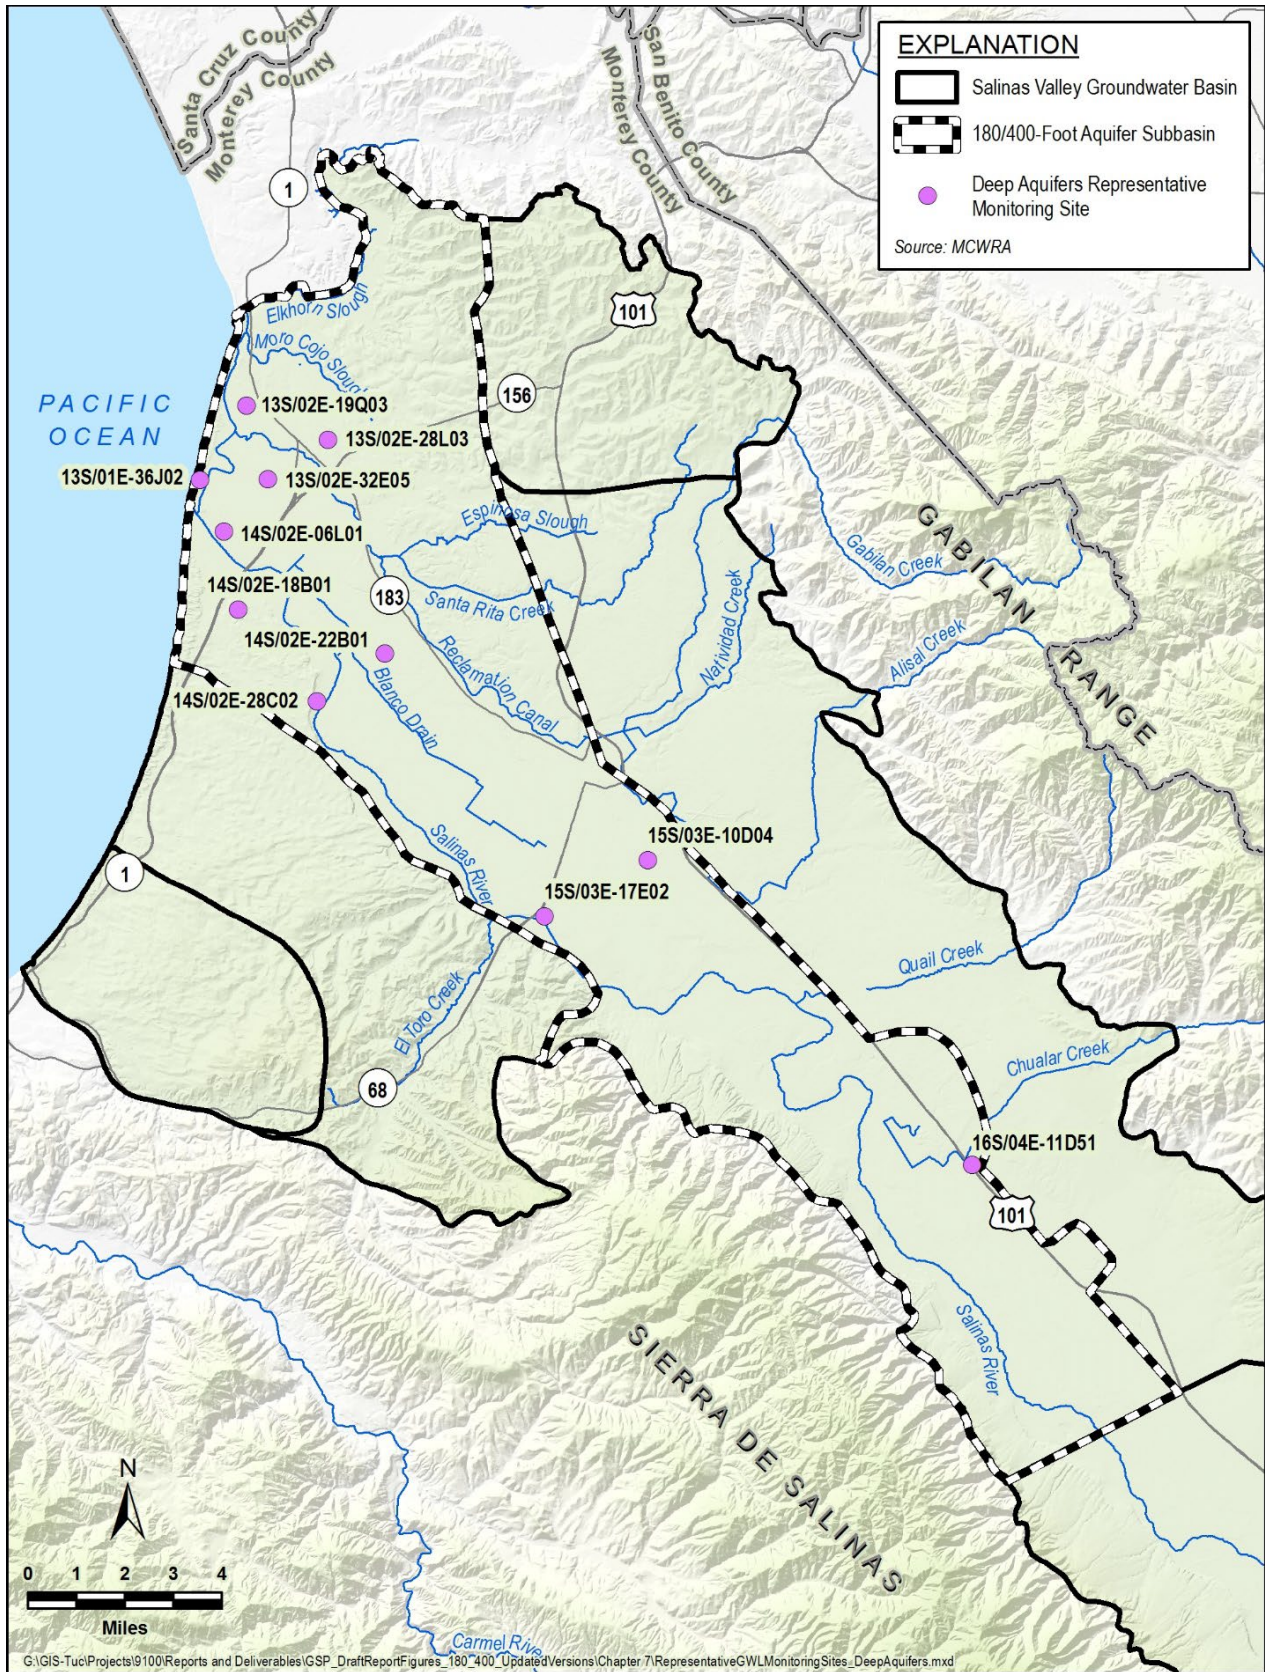 Santa Cruz County
Monterey County
San Benito County
Monterey County
EXPLANATION
Salinas Valley Groundwater Basin
180/400-Foot Aquifer Subbasin
Deep Aquifers Representative
Monitoring Site
Source: MCWRA
1
101
156
Elkhorn Slough
Moro Cojo Slough
PACIFIC
OCEAN
13S/02E-19Q03
13S/02E-28L03
13S/01E-36J02
13S/02E-32E05
14S/02E-06L01
Espinosa Slough
GABILAN
RANGE
Gabilan Creek
14S/02E-18B01
183
Santa Rita Creek
Natividad Creek
Alisal Creek
14S/02E-22B01
Reclamation Canal
Blanco Drain
14S/02E-28C02
Salinas River
15S/03E-10D04
1
15S/03E-17E02
Quail Creek
El Toro Creek
Chualar Creek
68
16S/04E-11D51
101
Salinas River
SIERRA DE SALINAS
N
0 1 2 3 4
Miles
Carmel River
G:\GIS-Tuc\Projects\9100\Reports and Deliverables\GSP_DraftReportFigures_180_400_UpdatedVersions\Chapter 7\RepresentativeGWLMonitoringSites_DeepAquifers.mxd